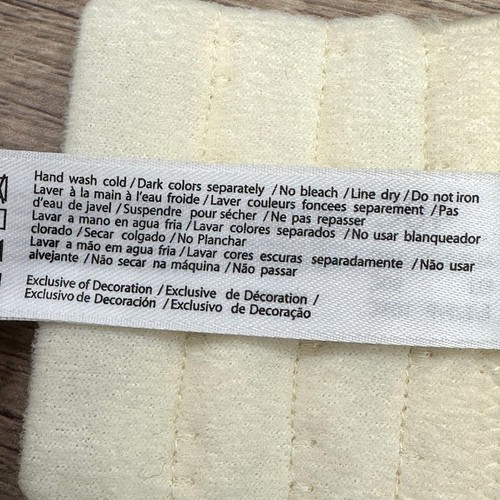 Hand wash cold / Dark colors separately / No bleach / Line dry / Do not iron
Laver à la main à l'eau froide / Laver couleurs foncees separement / Pas
d'eau de javel / Suspendre pour sécher / Ne pas repasser
Lavar a mano en agua fria / Lavar colores separados / No usar blanqueador
clorado / Secar colgado / No Planchar
Lavar a mão em agua fria / Lavar cores escuras separadamente / Não usar
alvejante / Não secar na máquina / Não passar
Exclusive of Decoration / Exclusive de Décoration /
Exclusivo de Decoración / Exclusivo de Decoração